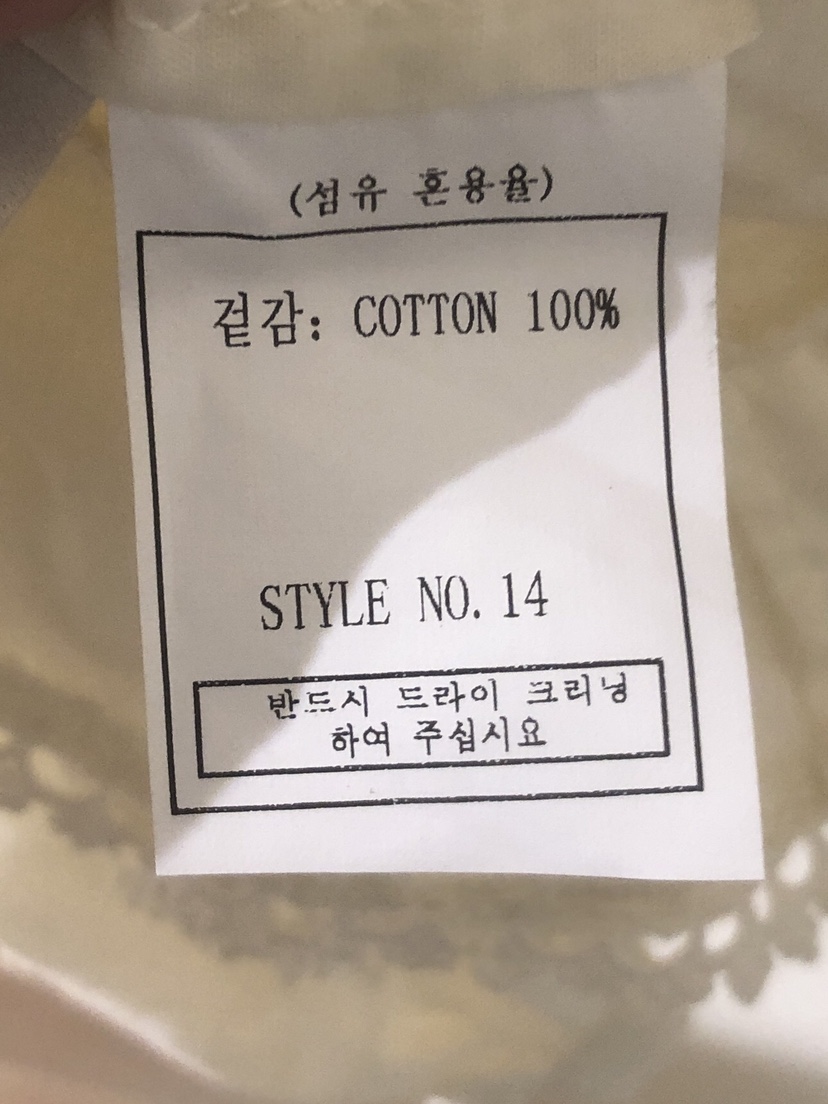 (섬유 혼용율)
겉감: COTTON 100%
STYLE NO. 14
반드시 드라이 크리닝
하여 주십시요